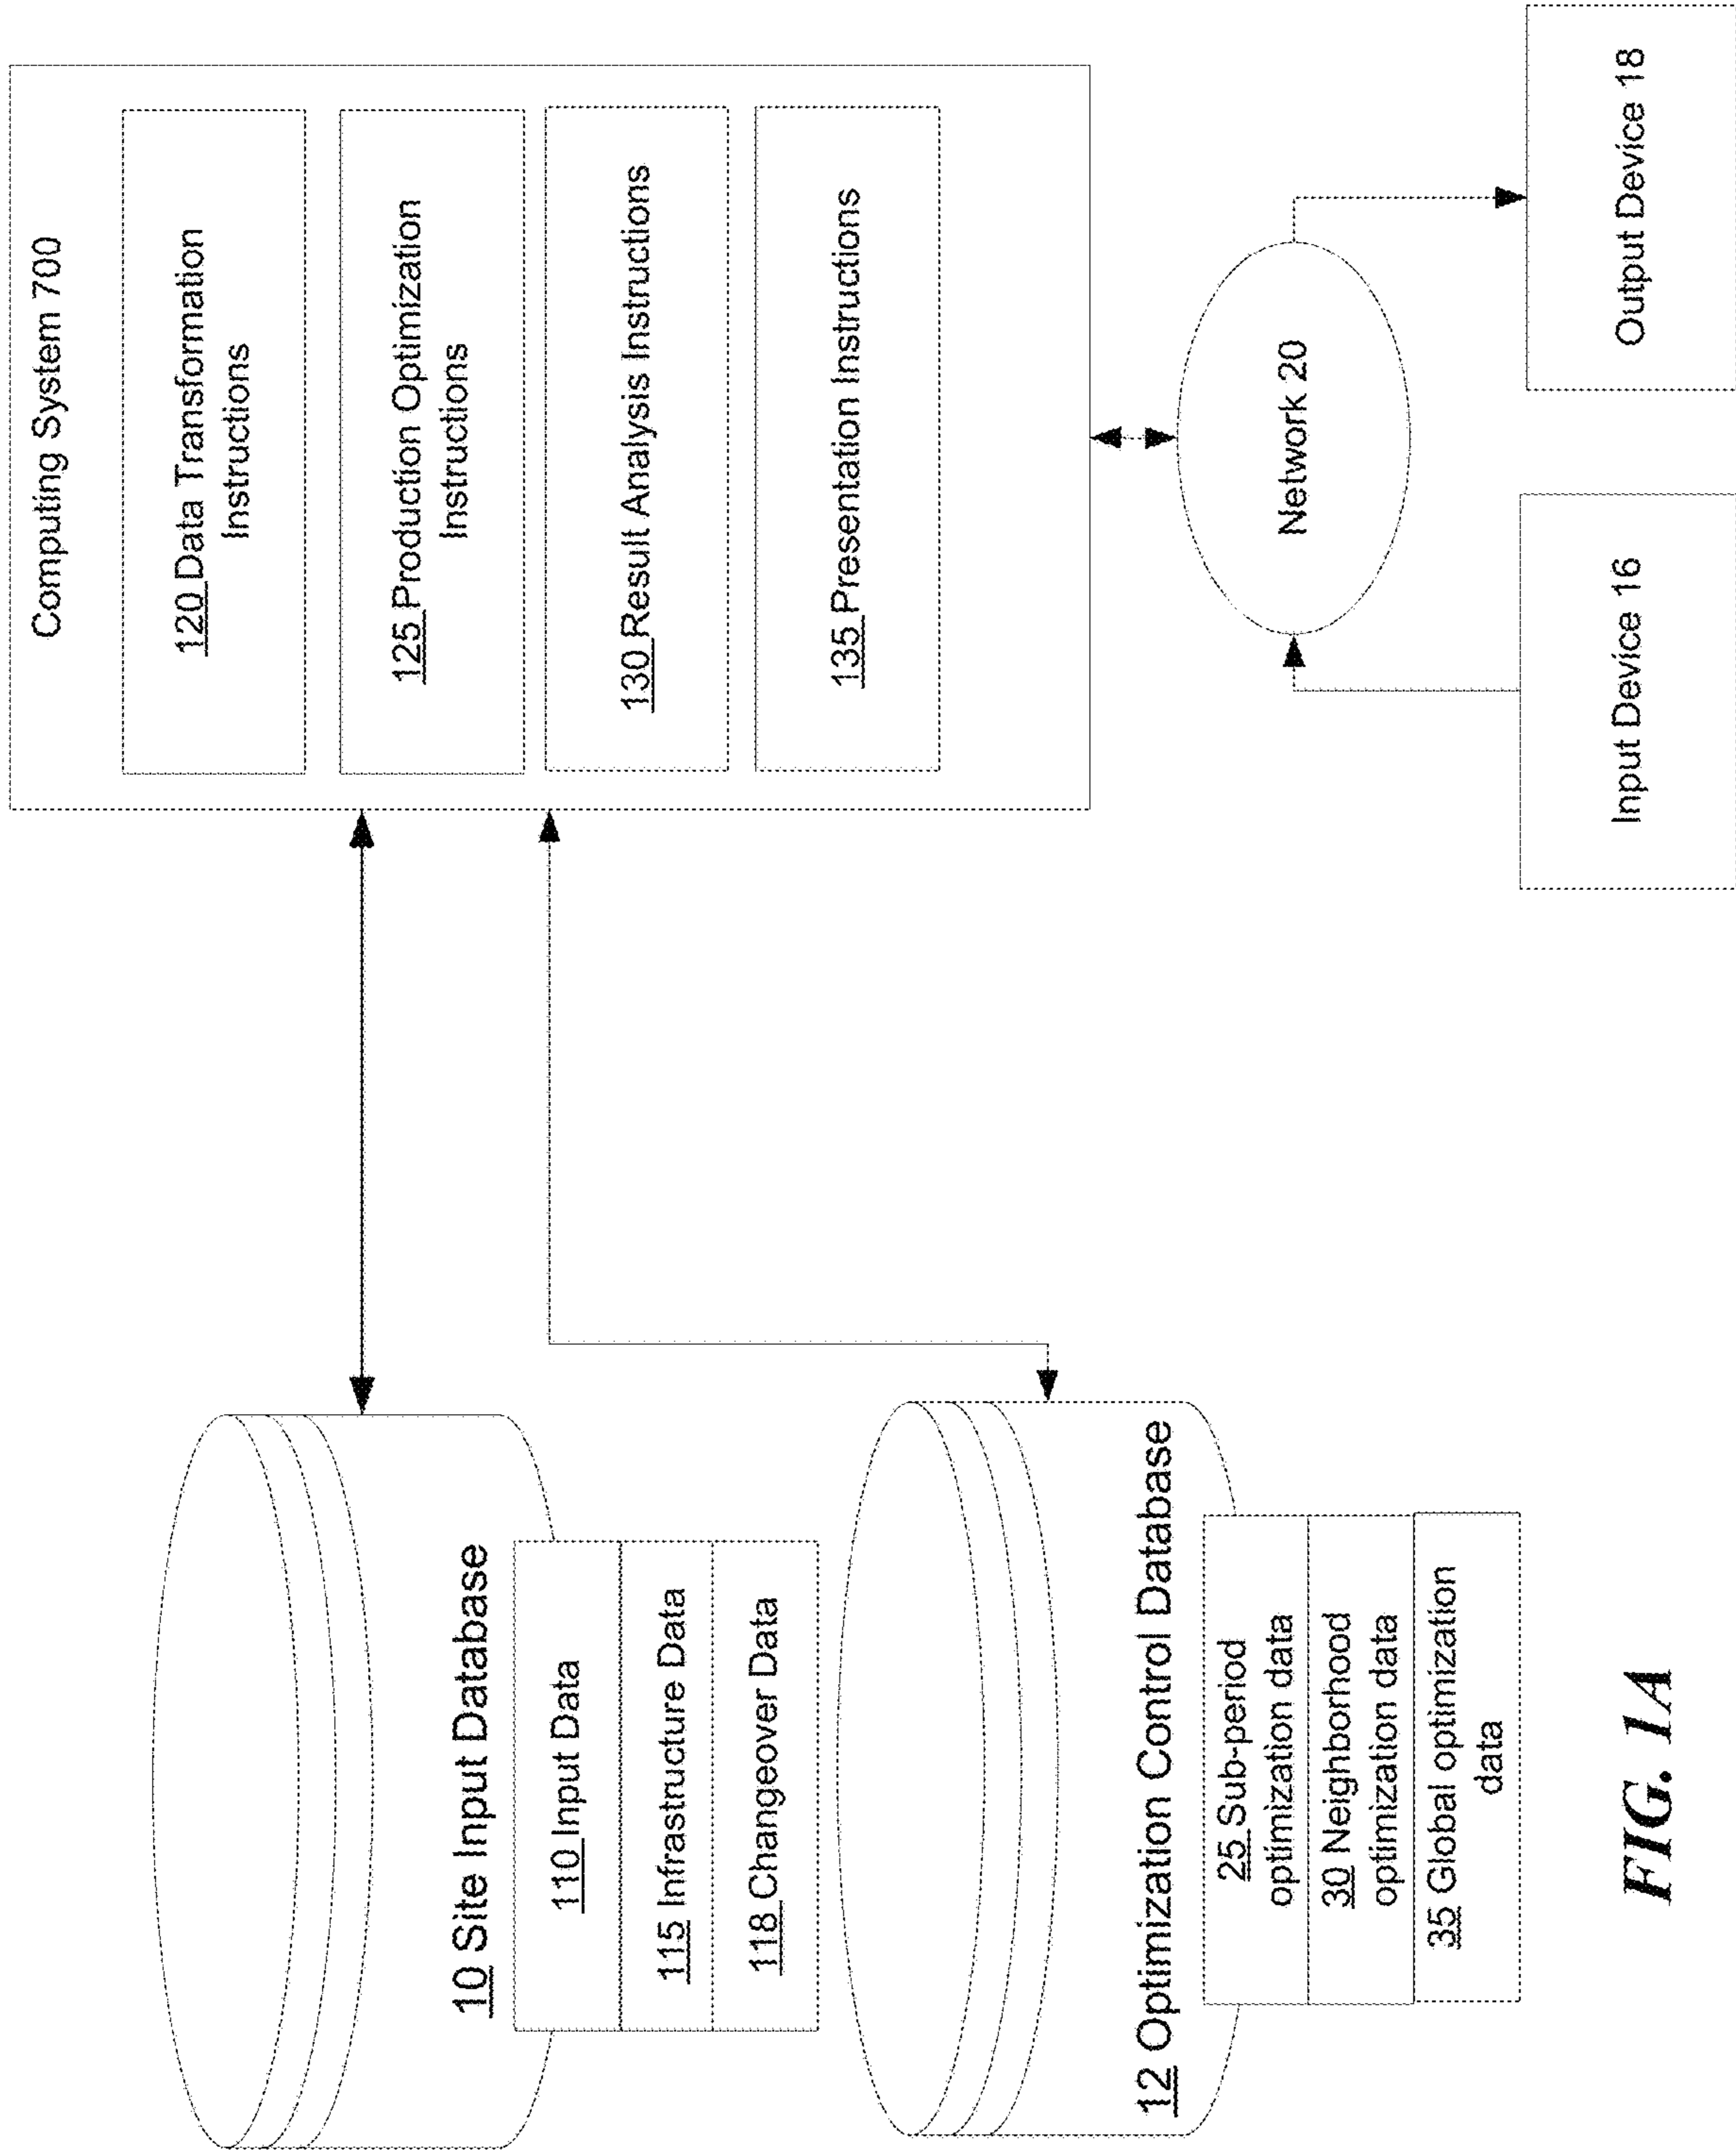 10 Site Input Database
110 Input Data
115 Infrastructure Data
118 Changeover Data
12 Optimization Control Database
25 Sub-period
optimization data
30 Neighborhood
optimization data
35 Global optimization
data
Computing System 700
120 Data Transformation
Instructions
125 Production Optimization
Instructions
130 Result Analysis Instructions
135 Presentation Instructions
Network 20
Input Device 16
Output Device 18
FIG. 1A